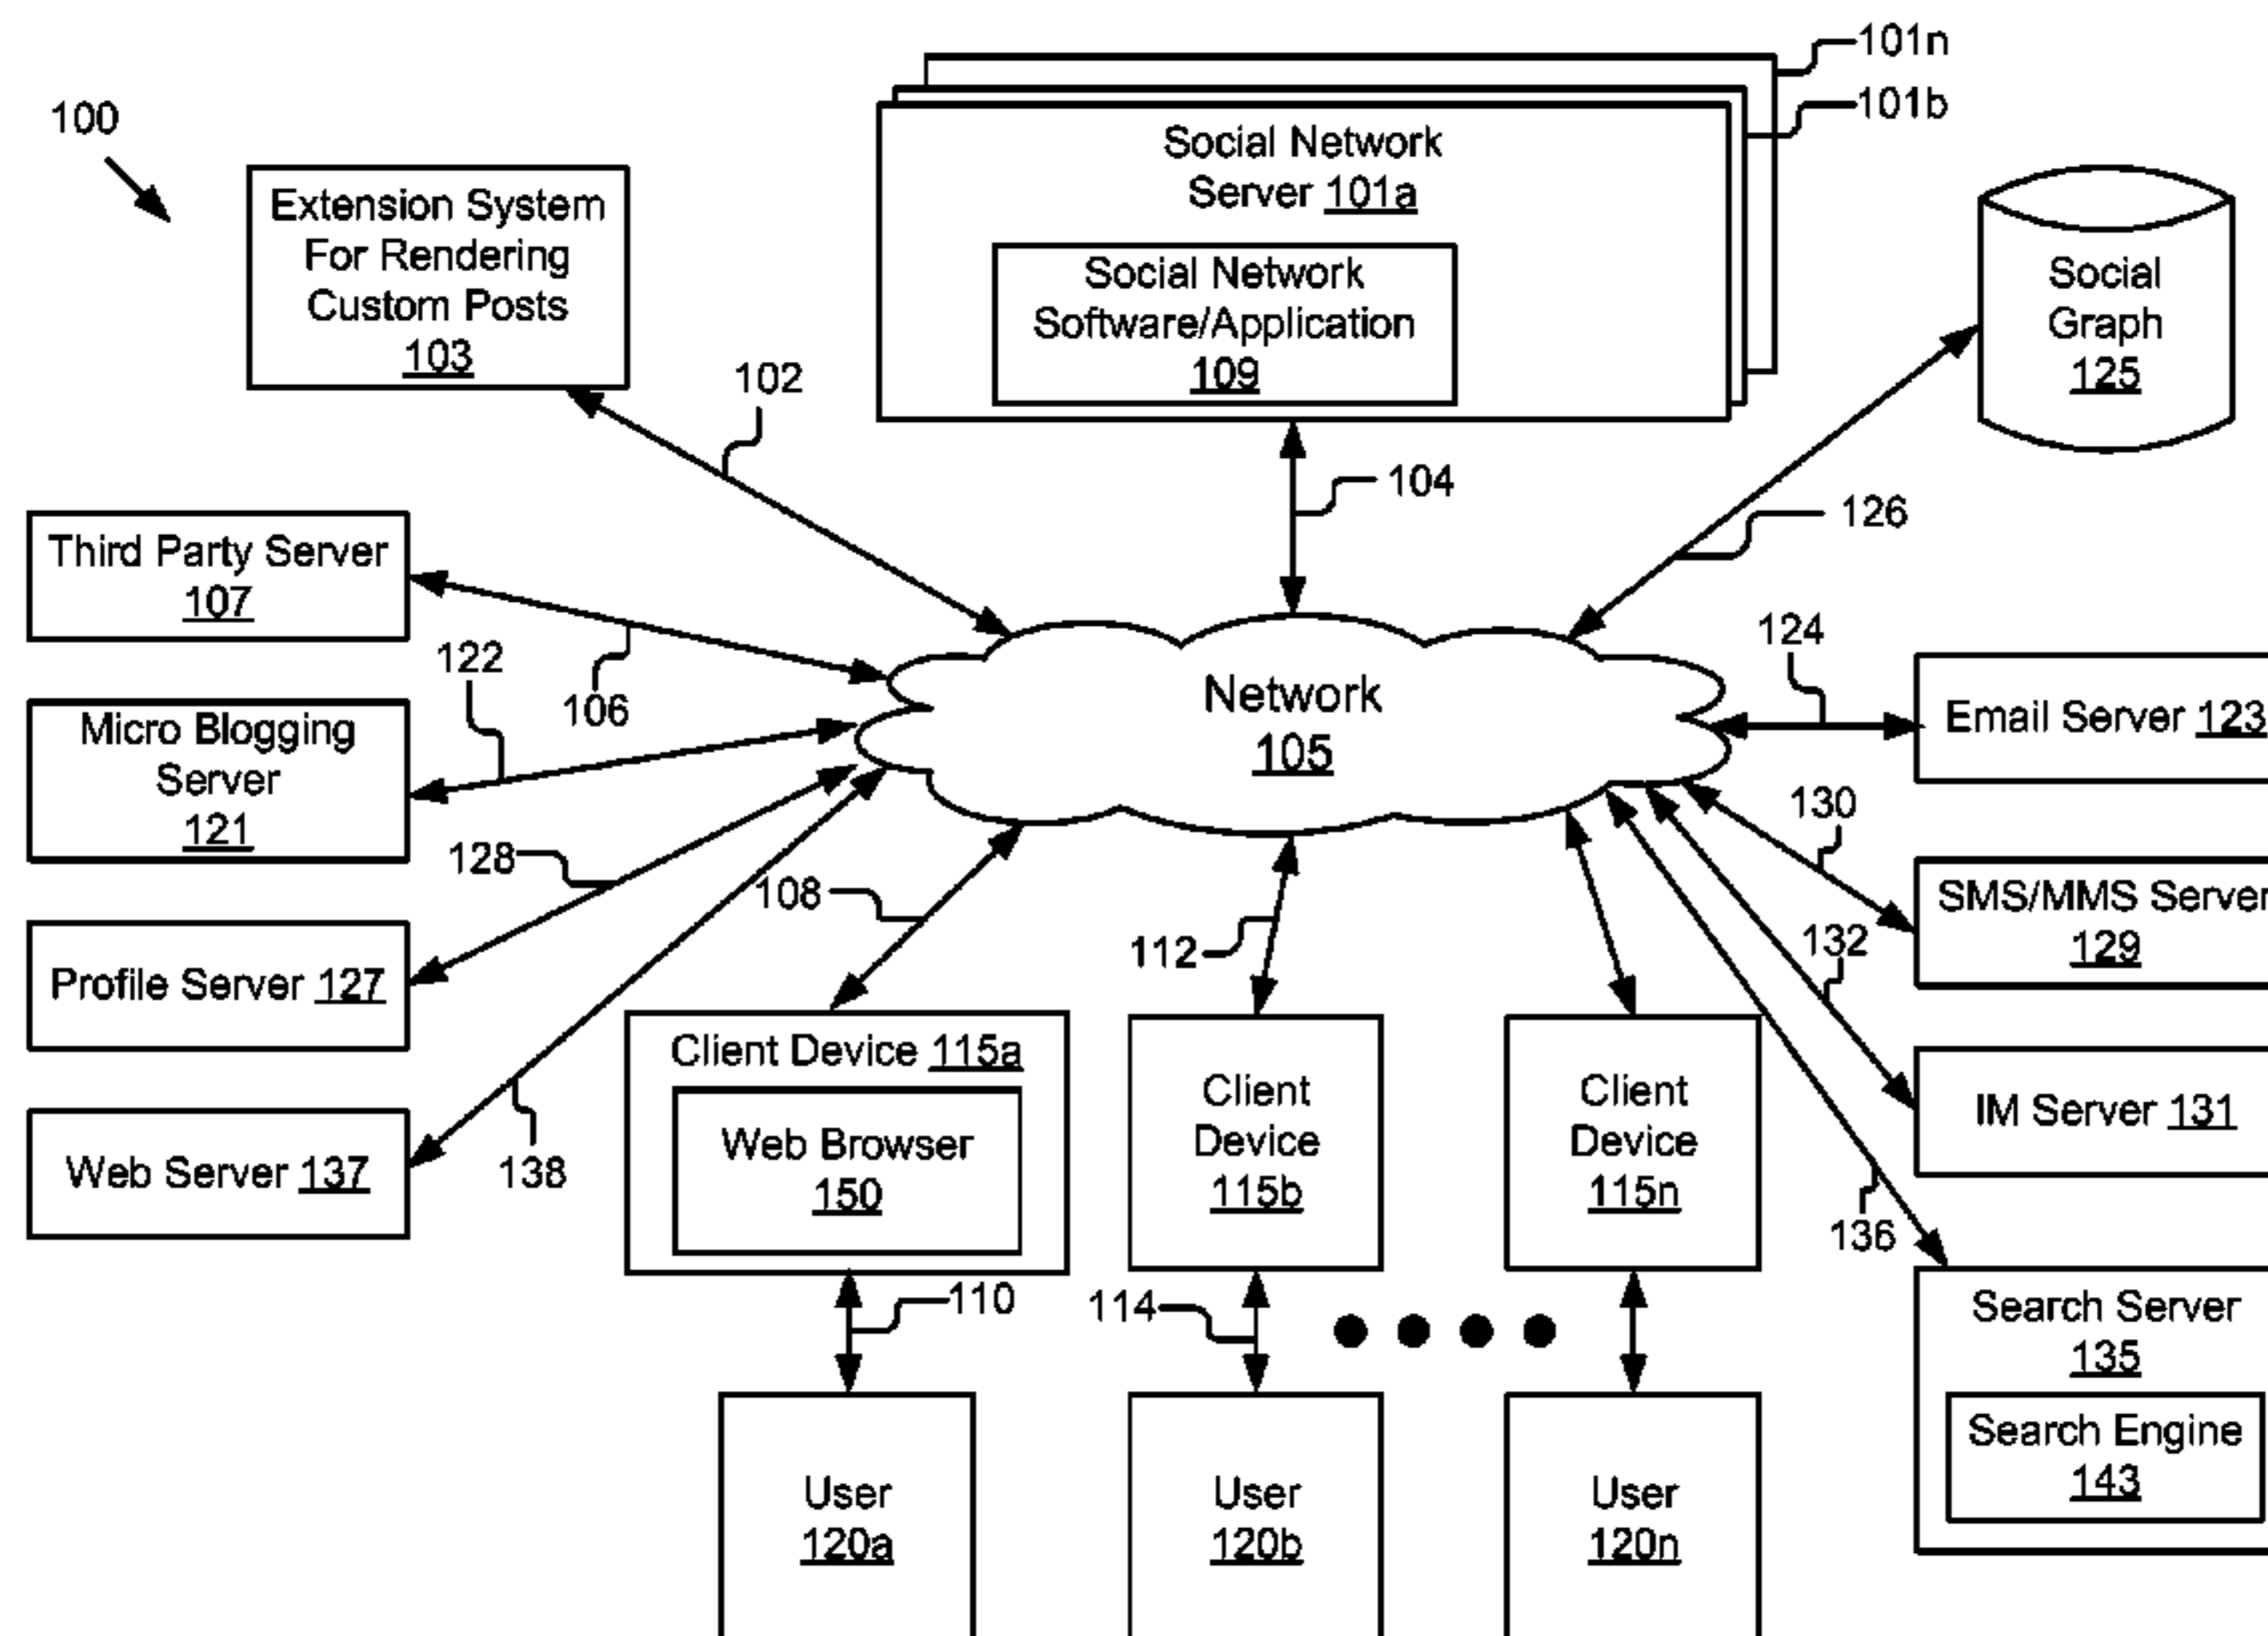 100
101n
101b
Social Network
Server 101a
Social Network
Software/Application
109
Extension System
For Rendering
Custom Posts
103
Social
Graph
125
102
104
126
Third Party Server
107
106
122
Micro Blogging
Server
121
Network
105
124
Email Server 123
130
SMS/MMS Server
129
128
108
112
132
Profile Server 127
Client Device 115a
Web Browser
150
Client
Device
115b
Client
Device
115n
IM Server 131
Web Server 137
138
136
110
114
Search Server
135
Search Engine
143
User
120a
User
120b
User
120n